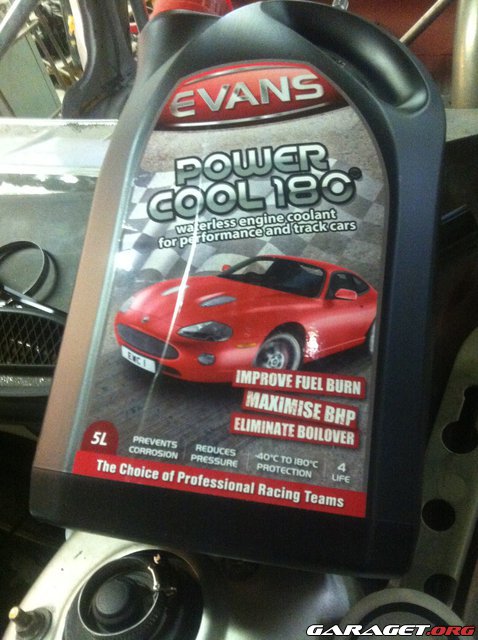 EVANS
POWER
COOL 180°
waterless engine coolant
for performance and track cars
EWC 1
IMPROVE FUEL BURN
MAXIMISE BHP
ELIMINATE BOILOVER
5L
PREVENTS CORROSION
REDUCES PRESSURE
-40°C TO 180°C PROTECTION
4 LIFE
The Choice of Professional Racing Teams
GARAGET.ORG